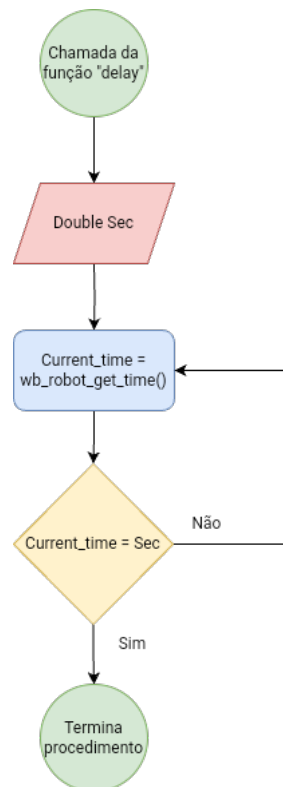 Chamada da
função "delay"
Double Sec
Current_time =
wb_robot_get_time()
Current_time = Sec
Não
Sim
Termina
procedimento